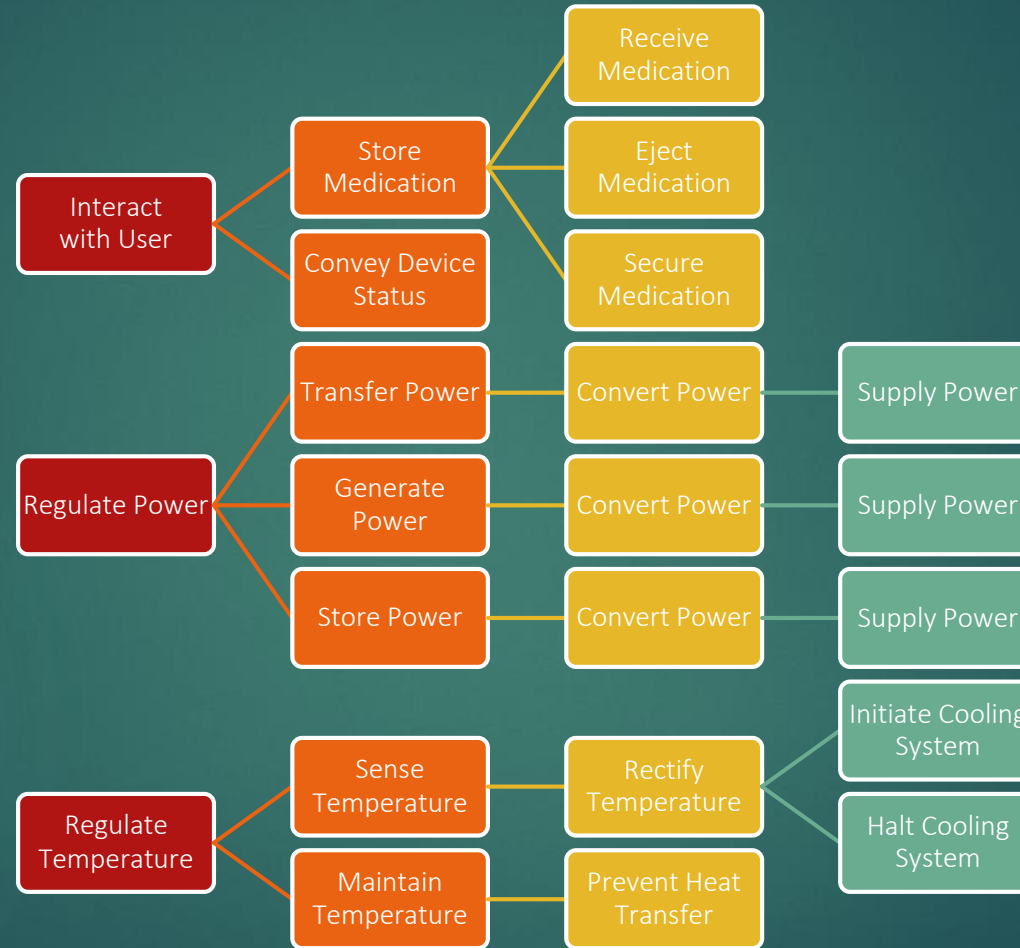 Interact
with User
Store
Medication
Receive
Medication
Eject
Medication
Secure
Medication
Convey Device
Status
Regulate Power
Transfer Power
Convert Power
Supply Power
Generate
Power
Convert Power
Supply Power
Store Power
Convert Power
Supply Power
Regulate
Temperature
Sense
Temperature
Rectify
Temperature
Initiate Cooling
System
Halt Cooling
System
Maintain
Temperature
Prevent Heat
Transfer